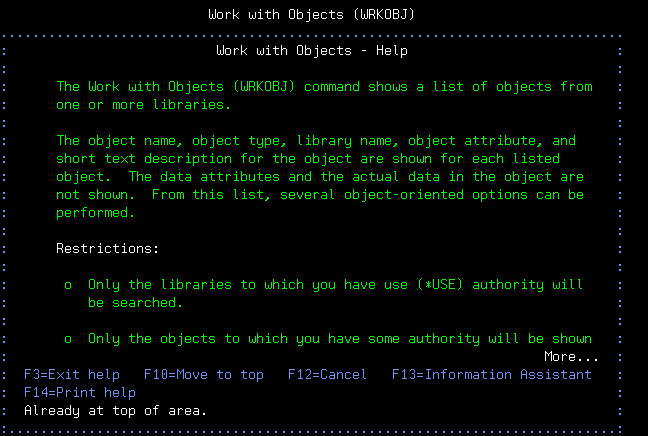 Work with Objects (WRKOBJ)
Work with Objects - Help
The Work with Objects (WRKOBJ) command shows a list of objects from
one or more libraries.
The object name, object type, library name, object attribute, and
short text description for the object are shown for each listed
object.  The data attributes and the actual data in the object are
not shown.  From this list, several object-oriented options can be
performed.
Restrictions:
o  Only the libraries to which you have use (*USE) authority will
be searched.
o  Only the objects to which you have some authority will be shown
More...
F3=Exit help   F10=Move to top   F12=Cancel   F13=Information Assistant
F14=Print help
Already at top of area.